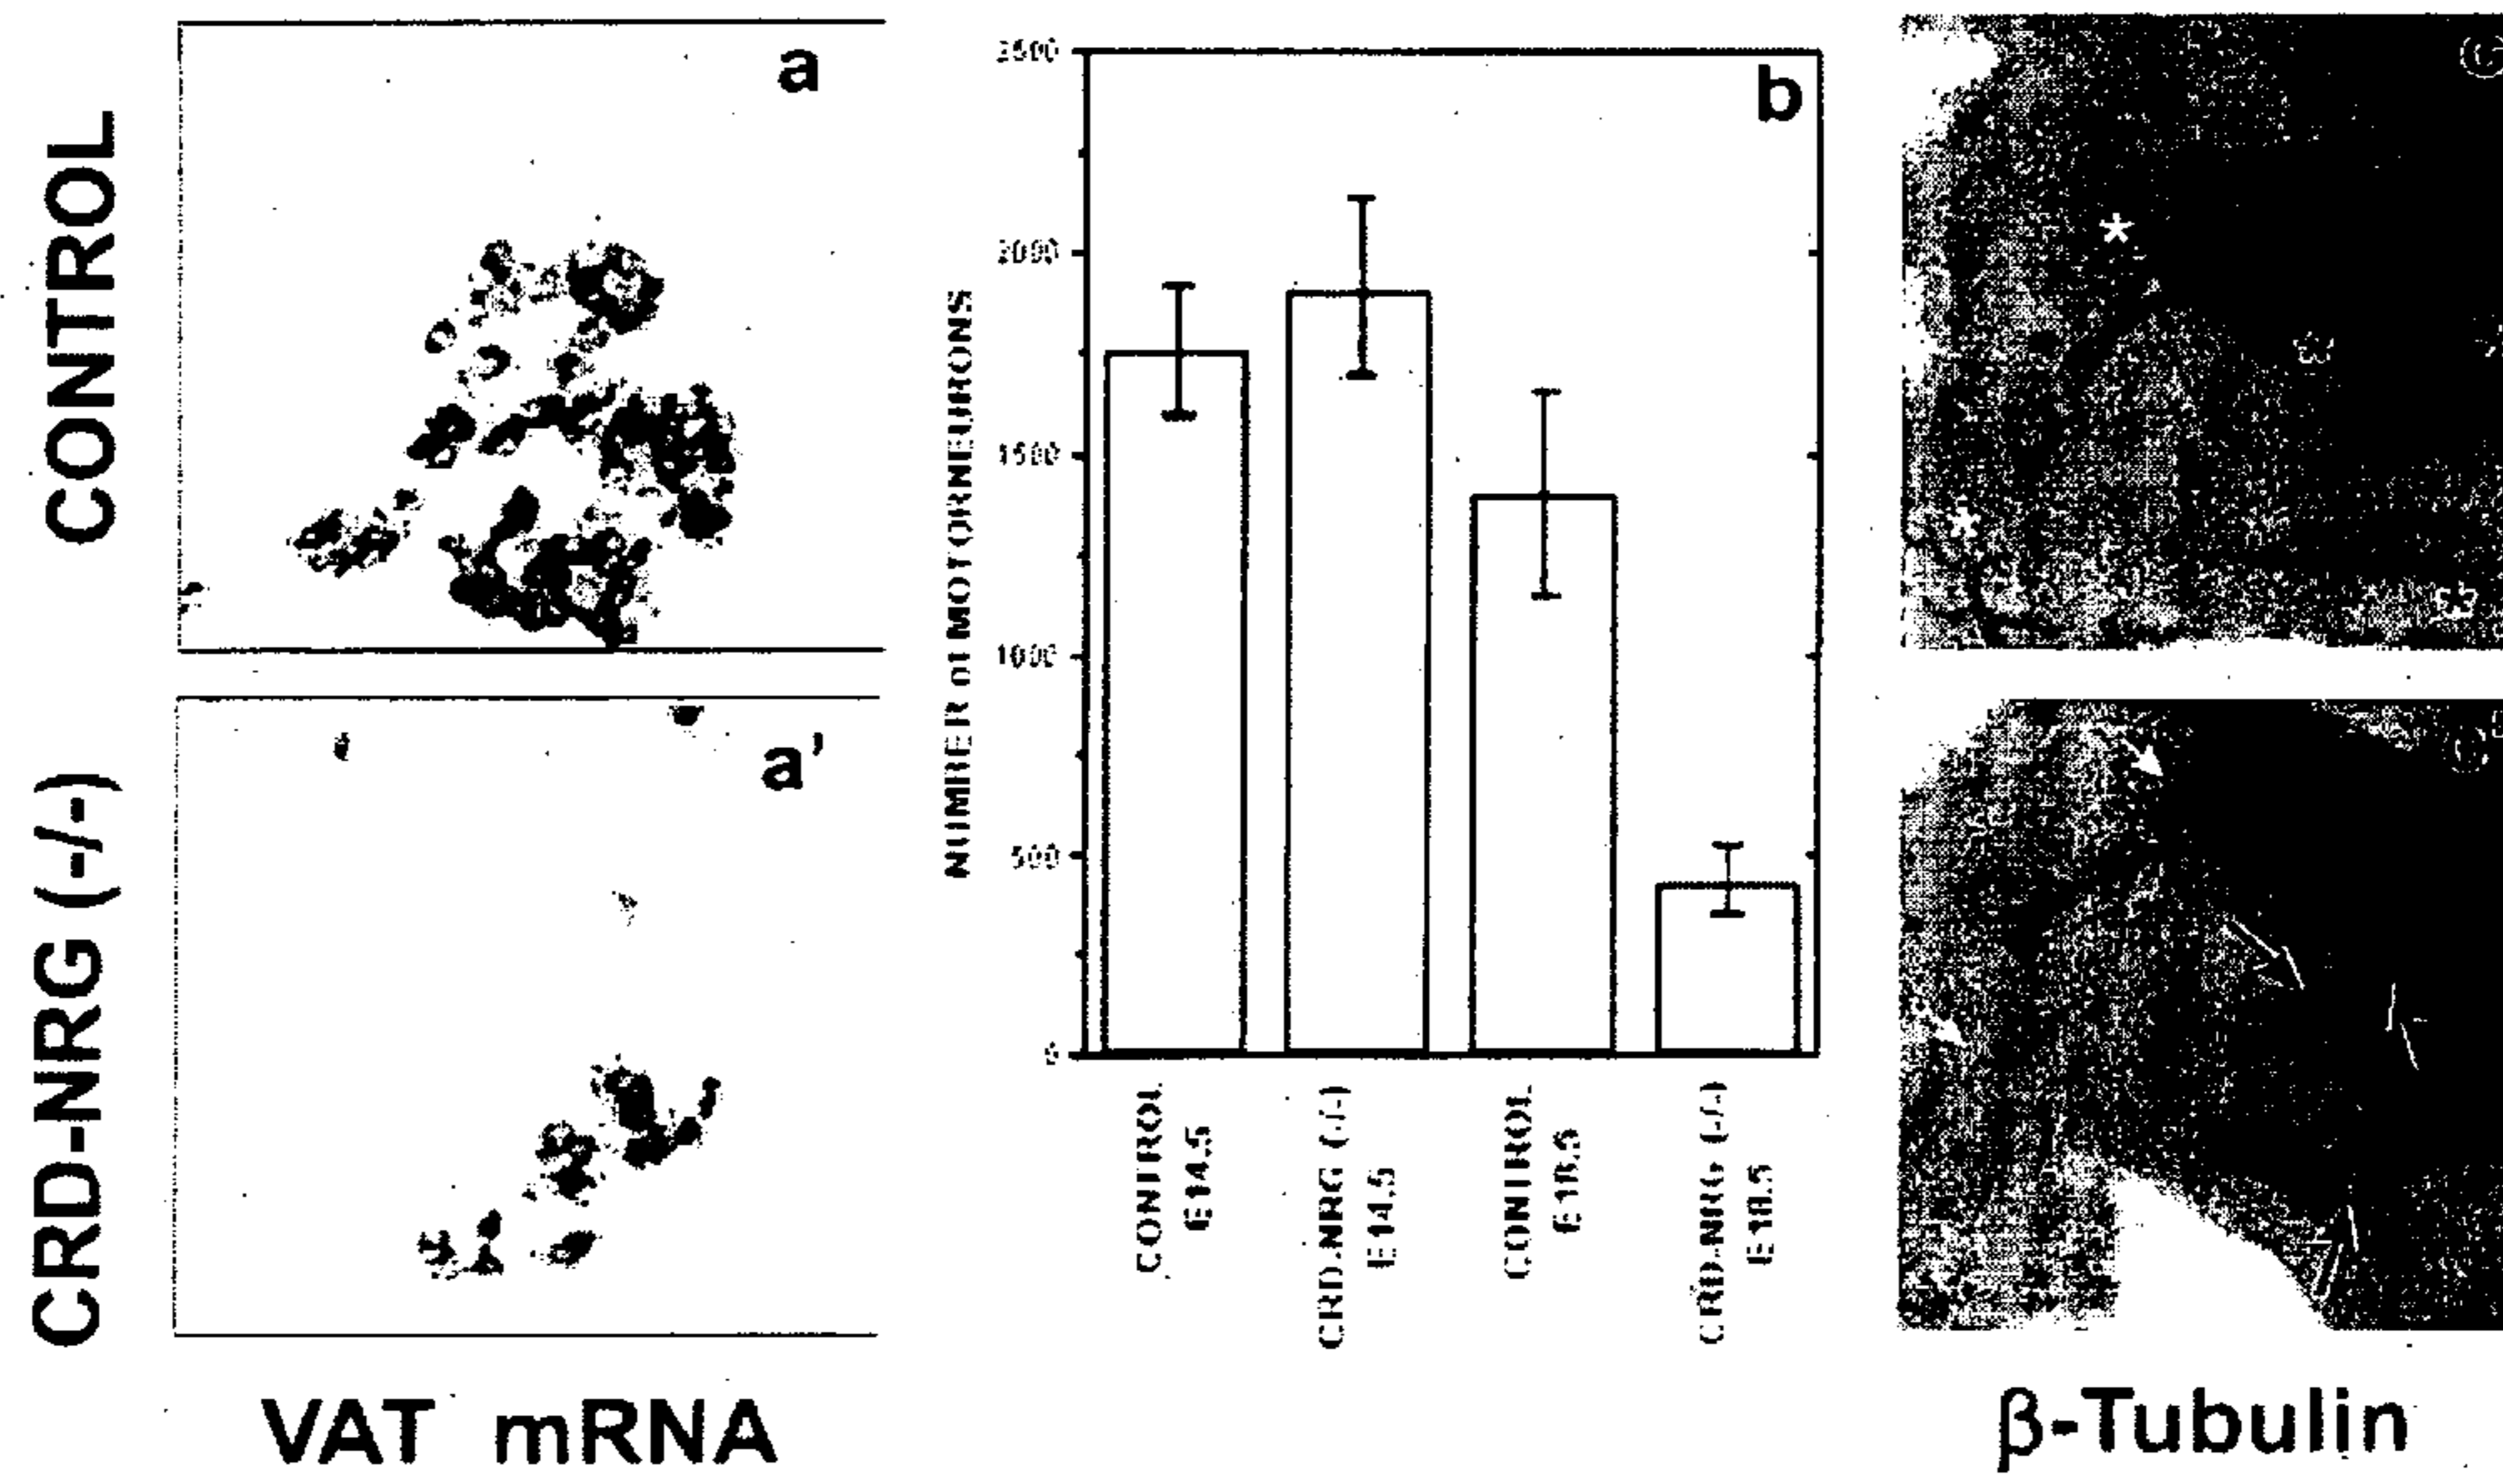 CONTROL
a
CRD-NRG (-/-)
a'
VAT mRNA
b
NUMBER of MOTORNEURONS
2500
2000
1500
1000
500
0
CONTROL
E14.5
CRD-NRG (-/-)
E14.5
CONTROL
E18.5
CRD-NRG (-/-)
E18.5
c
β-Tubulin